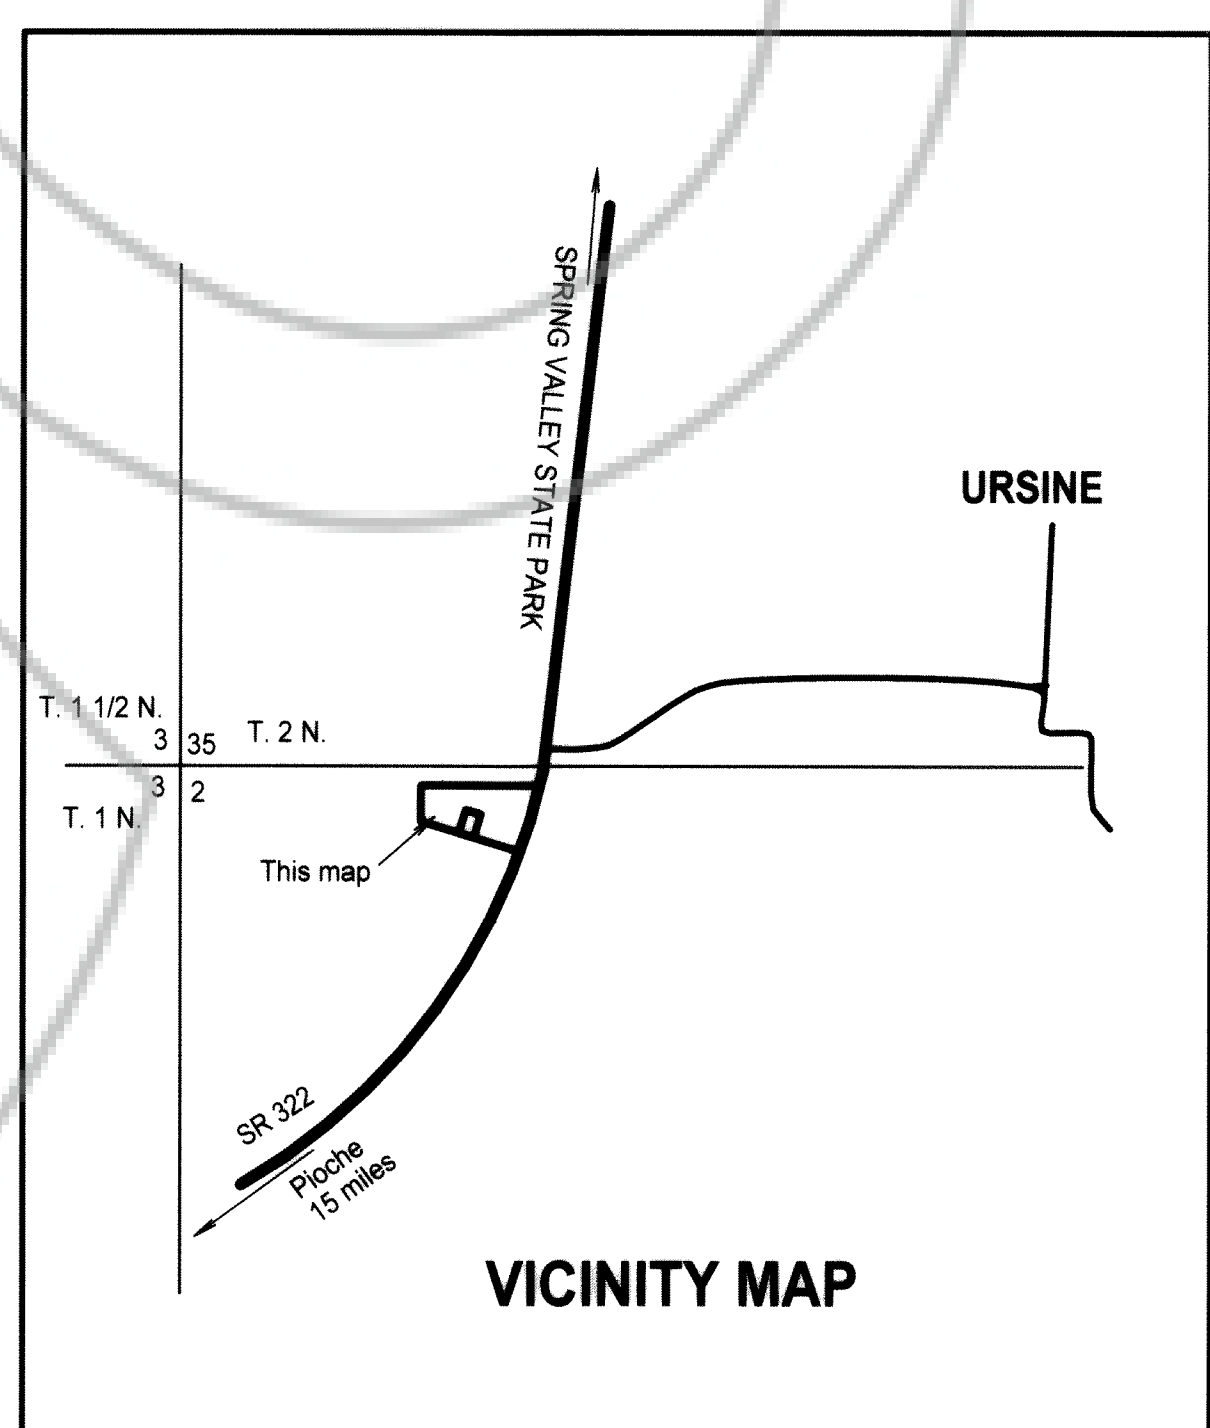 SPRING VALLEY STATE PARK
URSINE
T. 1 1/2 N.
3 35
T. 2 N.
3 2
T. 1 N.
This map
SR 322
Pioche
15 miles
VICINITY MAP